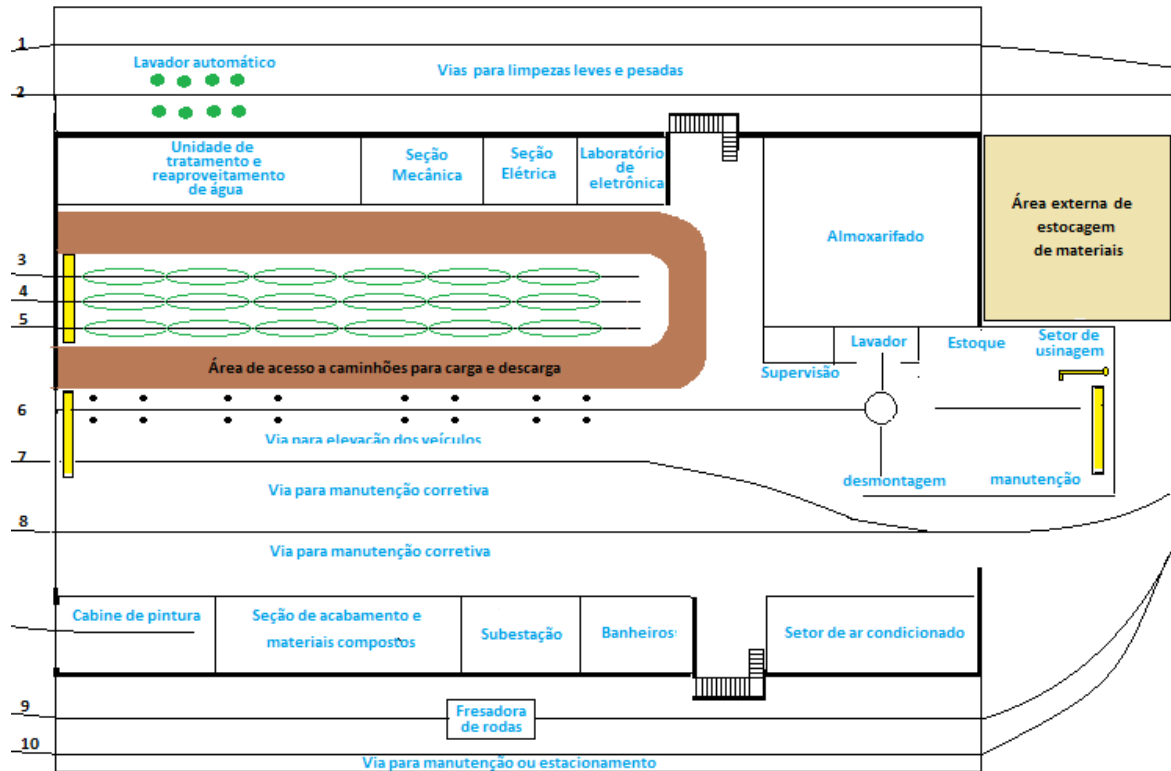 1
Lavador automático
Vias para limpezas leves e pesadas
2
Unidade de
tratamento e
reaproveitamento
de água
Seção
Mecânica
Seção
Elétrica
Laboratório
de
eletrônica
Almoxarifado
Área externa de
estocagem
de materiais
3
4
5
Área de acesso a caminhões para carga e descarga
Supervisão
Lavador
Estoque
Setor de
usinagem
6
Via para elevação dos veículos
7
Via para manutenção corretiva
desmontagem
manutenção
8
Via para manutenção corretiva
Cabine de pintura
Seção de acabamento e
materiais compostos
Subestação
Banheiros
Setor de ar condicionado
9
Fresadora
de rodas
10
Via para manutenção ou estacionamento